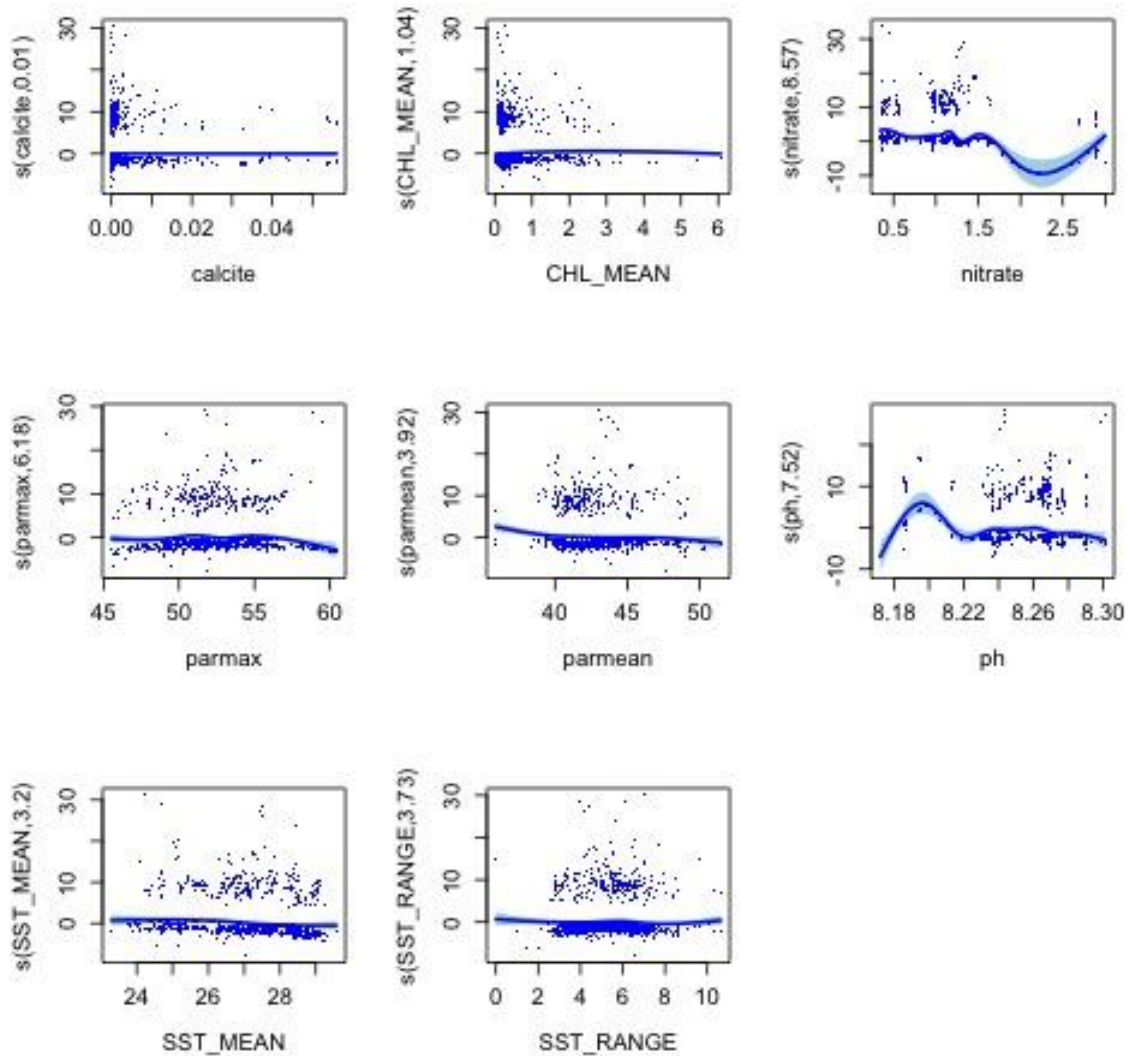 s(calcite,0.01)
30
10
0
0.00 0.02 0.04
calcite
s(CHL_MEAN,1.04)
30
10
0
0 1 2 3 4 5 6
CHL_MEAN
s(nitrate,8.57)
30
10
-10
0.5 1.5 2.5
nitrate
s(parmax,6.18)
30
10
0
45 50 55 60
parmax
s(parmean,3.92)
30
10
0
40 45 50
parmean
s(ph,7.52)
10
-10
8.18 8.22 8.26 8.30
ph
s(SST_MEAN,3.2)
30
10
0
24 26 28
SST_MEAN
s(SST_RANGE,3.73)
30
10
0
0 2 4 6 8 10
SST_RANGE